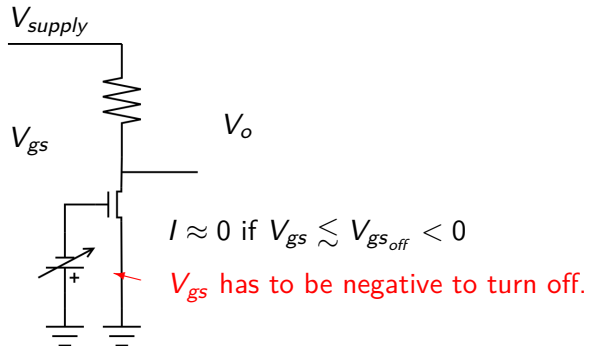 V_supply
V_o
V_gs
I ≈ 0 if V_gs ≲ V_gs_off < 0
+
V_gs has to be negative to turn off.